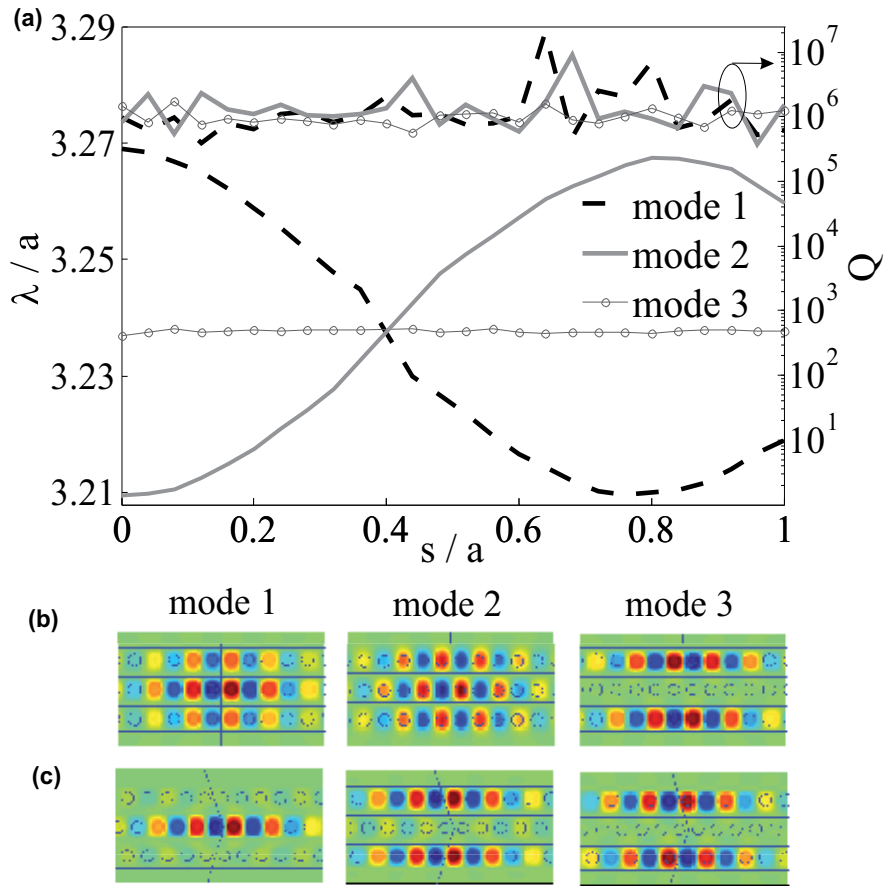 (a)
3.29
3.27
3.25
3.23
3.21
λ / a
10^7
10^6
10^5
10^4
10^3
10^2
10^1
Q
mode 1
mode 2
mode 3
0
0.2
0.4
0.6
0.8
1
s / a
mode 1
mode 2
mode 3
(b)
(c)